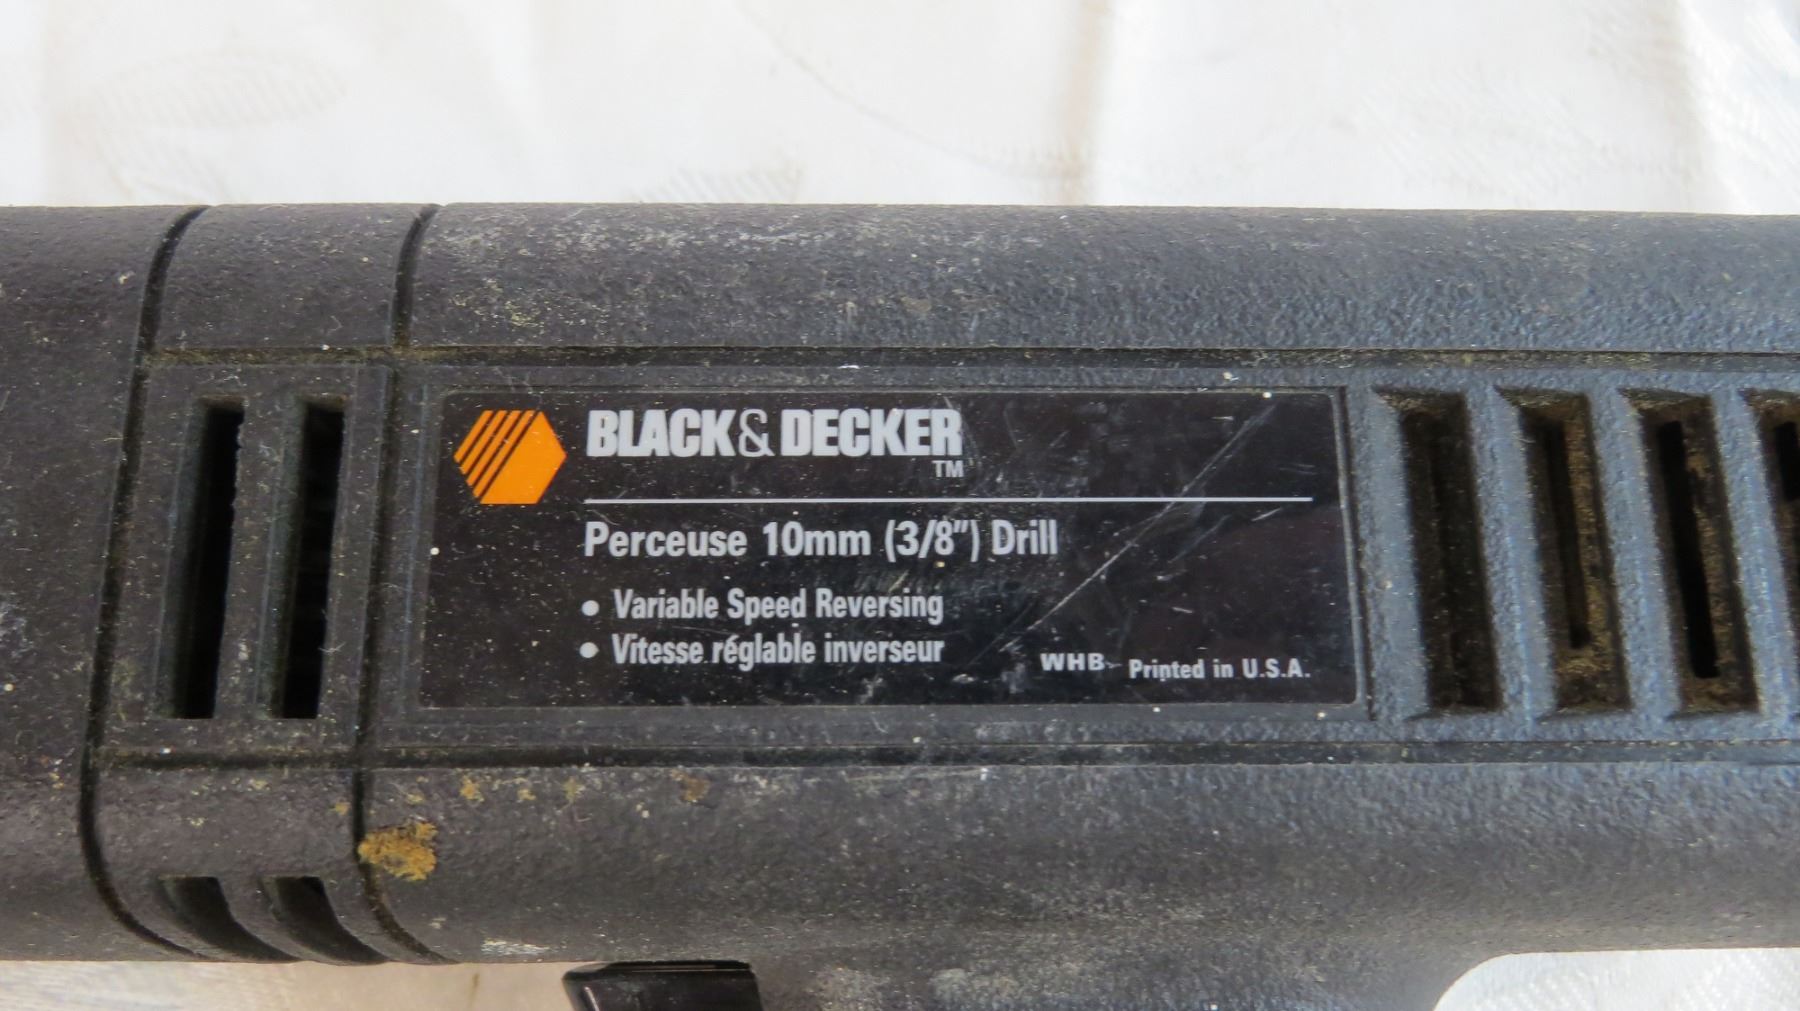 BLACK & DECKER
TM
Perceuse 10mm (3/8") Drill
• Variable Speed Reversing
• Vitesse réglable inverseur
WHB Printed in U.S.A.